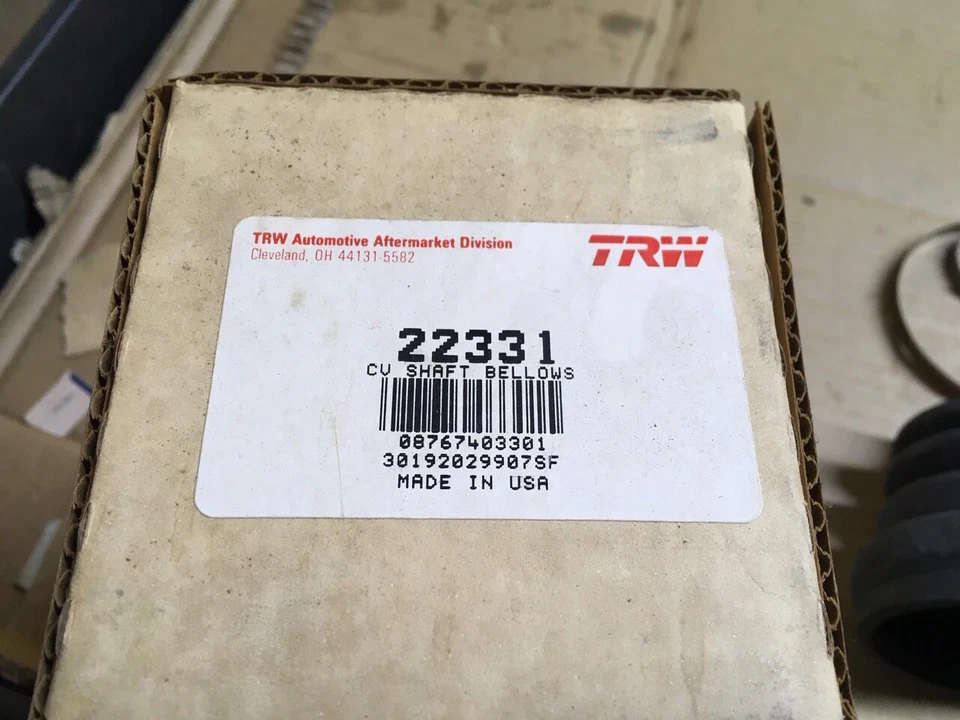 TRW Automotive Aftermarket Division
Cleveland, OH 44131-5582
TRW
22331
CV SHAFT BELLOWS
08767403301
30192029907SF
MADE IN USA